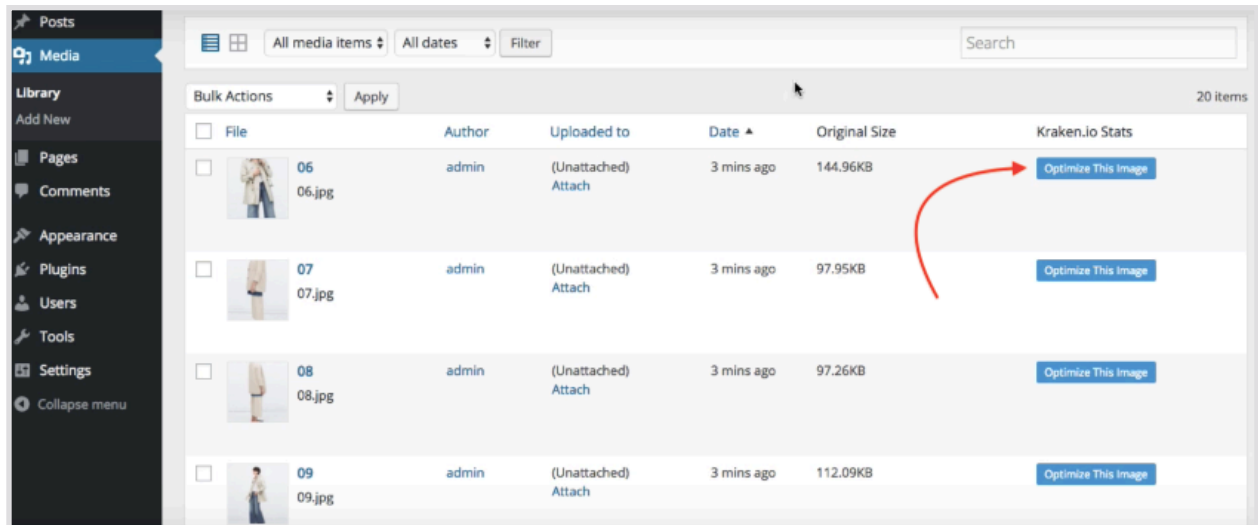 Posts
Media
Library
Add New
Pages
Comments
Appearance
Plugins
Users
Tools
Settings
Collapse menu
All media items All dates Filter Search
Bulk Actions Apply 20 items
File Author Uploaded to Date Original Size Kraken.io Stats
06 admin (Unattached) 3 mins ago 144.96KB Optimize This Image
06.jpg Attach
07 admin (Unattached) 3 mins ago 97.95KB Optimize This Image
07.jpg Attach
08 admin (Unattached) 3 mins ago 97.26KB Optimize This Image
08.jpg Attach
09 admin (Unattached) 3 mins ago 112.09KB Optimize This Image
09.jpg Attach